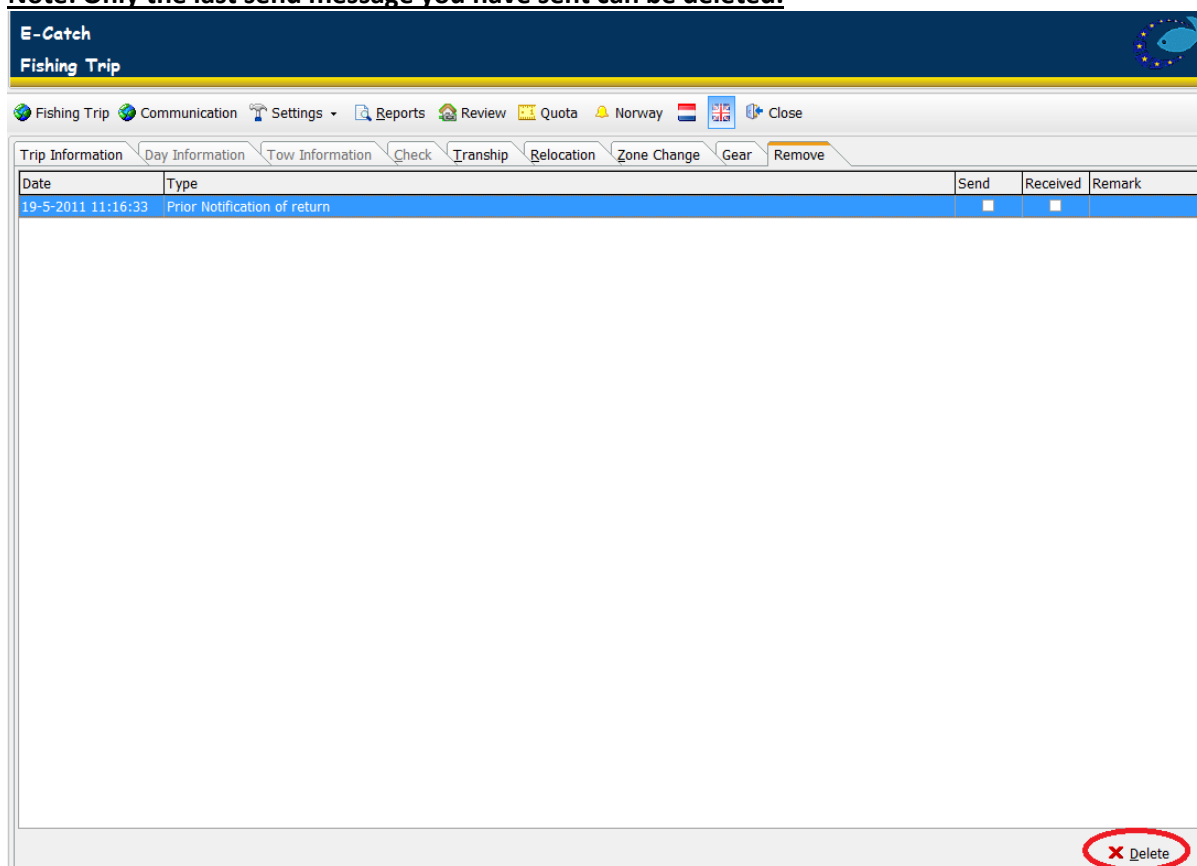 Note: Only the last send message you have sent can be deleted.
E-Catch
Fishing Trip
Fishing Trip Communication Settings Reports Review Quota Norway Close
Trip Information Day Information Tow Information Check Tranship Relocation Zone Change Gear Remove
Date Type Send Received Remark
19-5-2011 11:16:33 Prior Notification of return
Delete